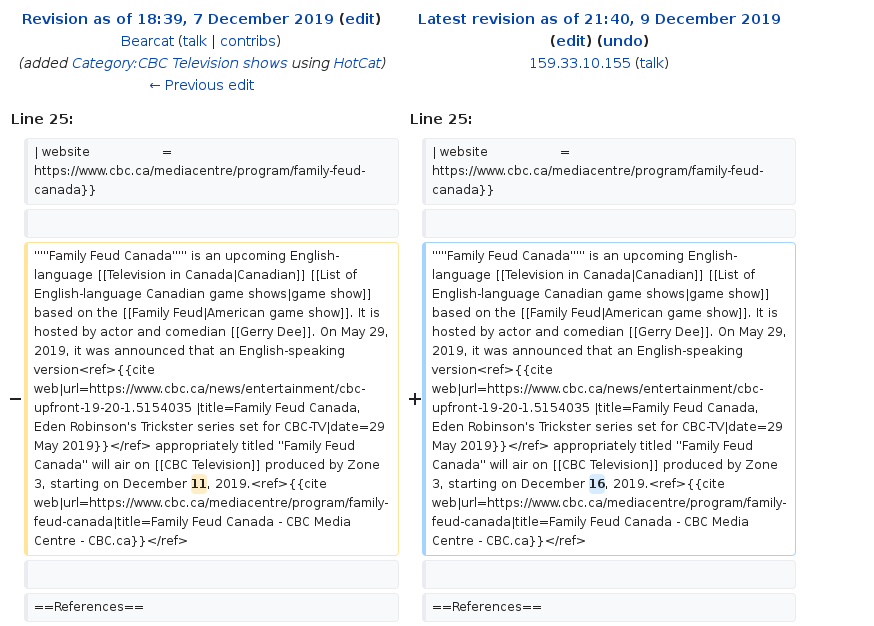 Revision as of 18:39, 7 December 2019 (edit)
Bearcat (talk | contribs)
(added Category:CBC Television shows using HotCat)
← Previous edit
Latest revision as of 21:40, 9 December 2019
(edit) (undo)
159.33.10.155 (talk)
Line 25:
Line 25:
| website =
https://www.cbc.ca/mediacentre/program/family-feud-
canada}}
| website =
https://www.cbc.ca/mediacentre/program/family-feud-
canada}}
−
'''''Family Feud Canada''''' is an upcoming English-
language [[Television in Canada|Canadian]] [[List of
English-language Canadian game shows|game show]]
based on the [[Family Feud|American game show]]. It is
hosted by actor and comedian [[Gerry Dee]]. On May 29,
2019, it was announced that an English-speaking
version<ref>{{cite
web|url=https://www.cbc.ca/news/entertainment/cbc-
upfront-19-20-1.5154035 |title=Family Feud Canada,
Eden Robinson's Trickster series set for CBC-TV|date=29
May 2019}}</ref> appropriately titled "Family Feud
Canada" will air on [[CBC Television]] produced by Zone
3, starting on December 11, 2019.<ref>{{cite
web|url=https://www.cbc.ca/mediacentre/program/family-
feud-canada|title=Family Feud Canada - CBC Media
Centre - CBC.ca}}</ref>
+
'''''Family Feud Canada''''' is an upcoming English-
language [[Television in Canada|Canadian]] [[List of
English-language Canadian game shows|game show]]
based on the [[Family Feud|American game show]]. It is
hosted by actor and comedian [[Gerry Dee]]. On May 29,
2019, it was announced that an English-speaking
version<ref>{{cite
web|url=https://www.cbc.ca/news/entertainment/cbc-
upfront-19-20-1.5154035 |title=Family Feud Canada,
Eden Robinson's Trickster series set for CBC-TV|date=29
May 2019}}</ref> appropriately titled "Family Feud
Canada" will air on [[CBC Television]] produced by Zone
3, starting on December 16, 2019.<ref>{{cite
web|url=https://www.cbc.ca/mediacentre/program/family-
feud-canada|title=Family Feud Canada - CBC Media
Centre - CBC.ca}}</ref>
==References==
==References==